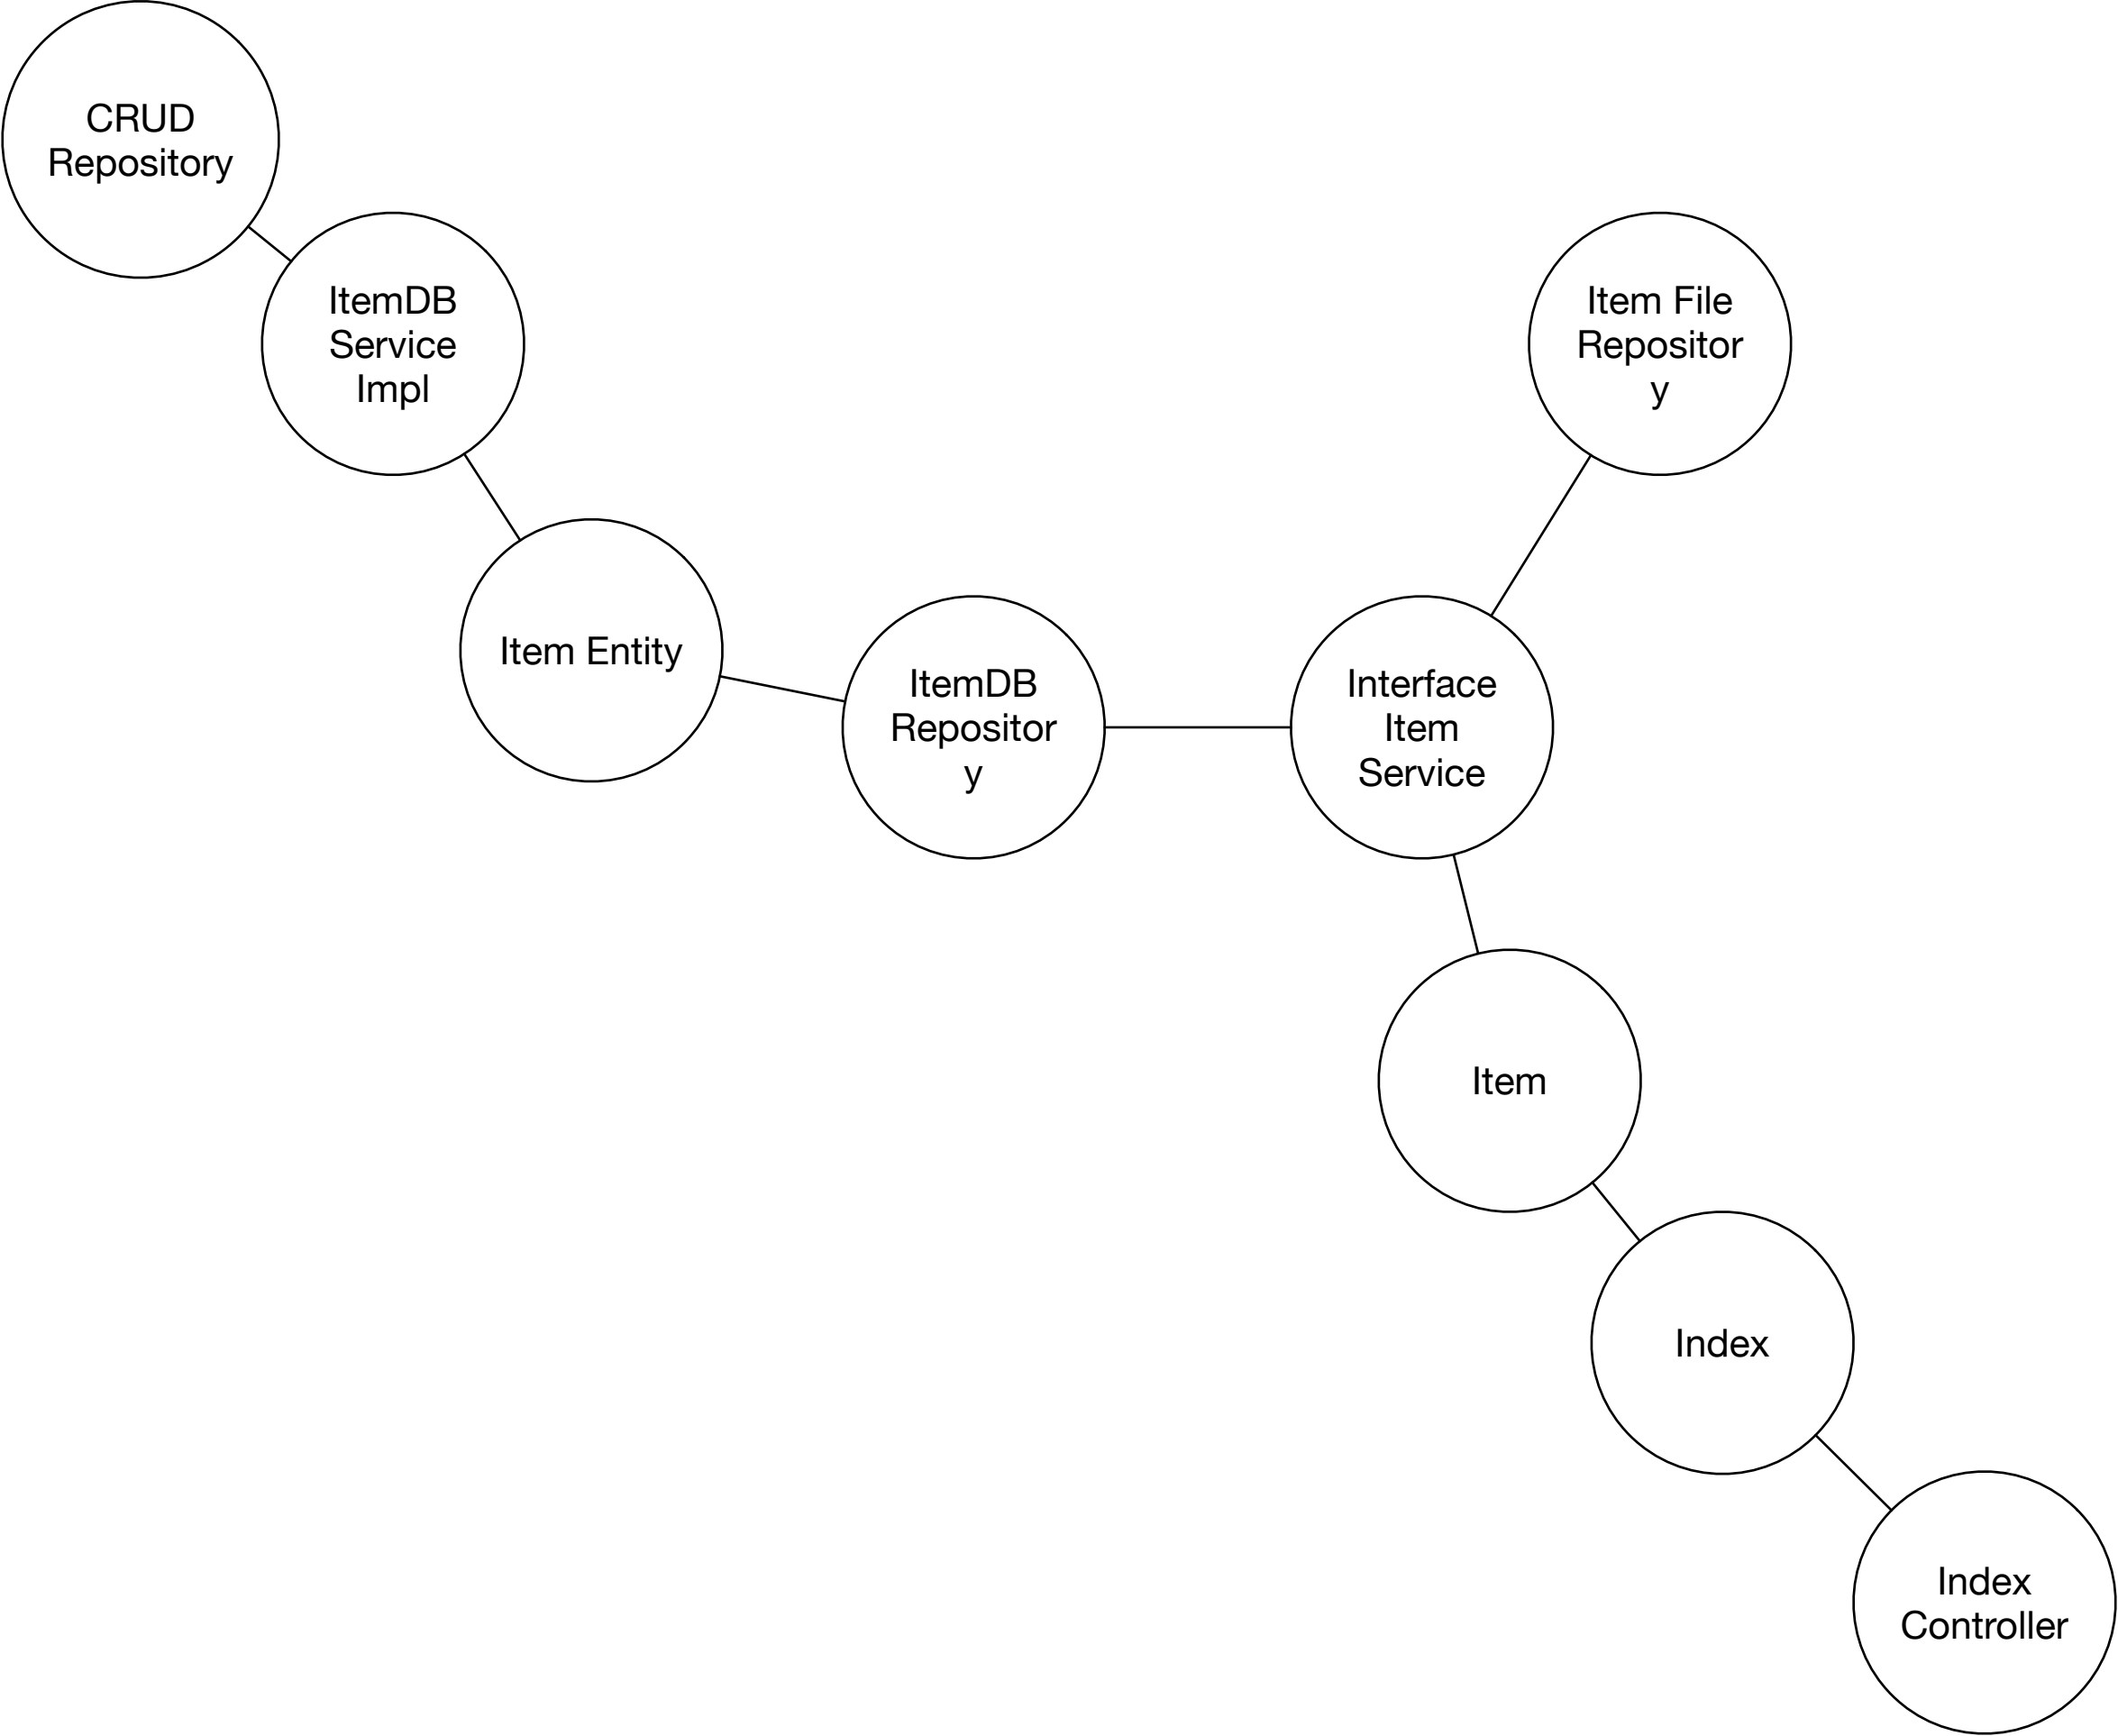 CRUD
Repository
ItemDB
Service
Impl
Item File
Repositor
y
Item Entity
ItemDB
Repositor
y
Interface
Item
Service
Item
Index
Index
Controller